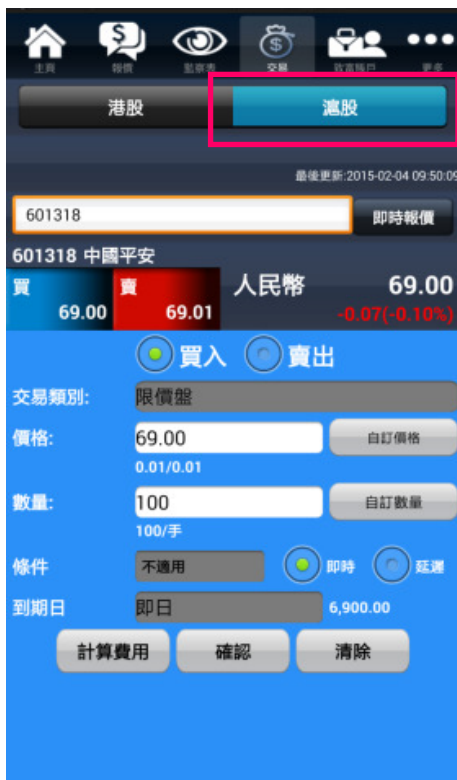 主頁 報價 監察表 交易 致富賬戶 更多
港股 滬股
最後更新:2015-02-04 09:50:09
601318 即時報價
601318 中國平安
買 賣 人民幣 69.00
69.00 69.01 -0.07(-0.10%)
買入 賣出
交易類別: 限價盤
價格: 69.00 自訂價格
0.01/0.01
數量: 100 自訂數量
100/手
條件 不適用 即時 延遲
到期日 即日 6,900.00
計算費用 確認 清除